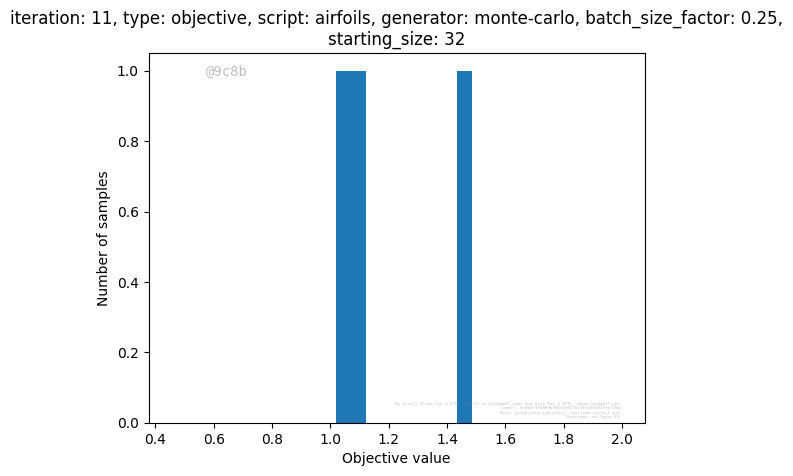 iteration: 11, type: objective, script: airfoils, generator: monte-carlo, batch_size_factor: 0.25,
starting_size: 32
@9c8b
1.0
0.8
0.6
0.4
0.2
0.0
Number of samples
0.4 0.6 0.8 1.0 1.2 1.4 1.6 1.8 2.0
Objective value